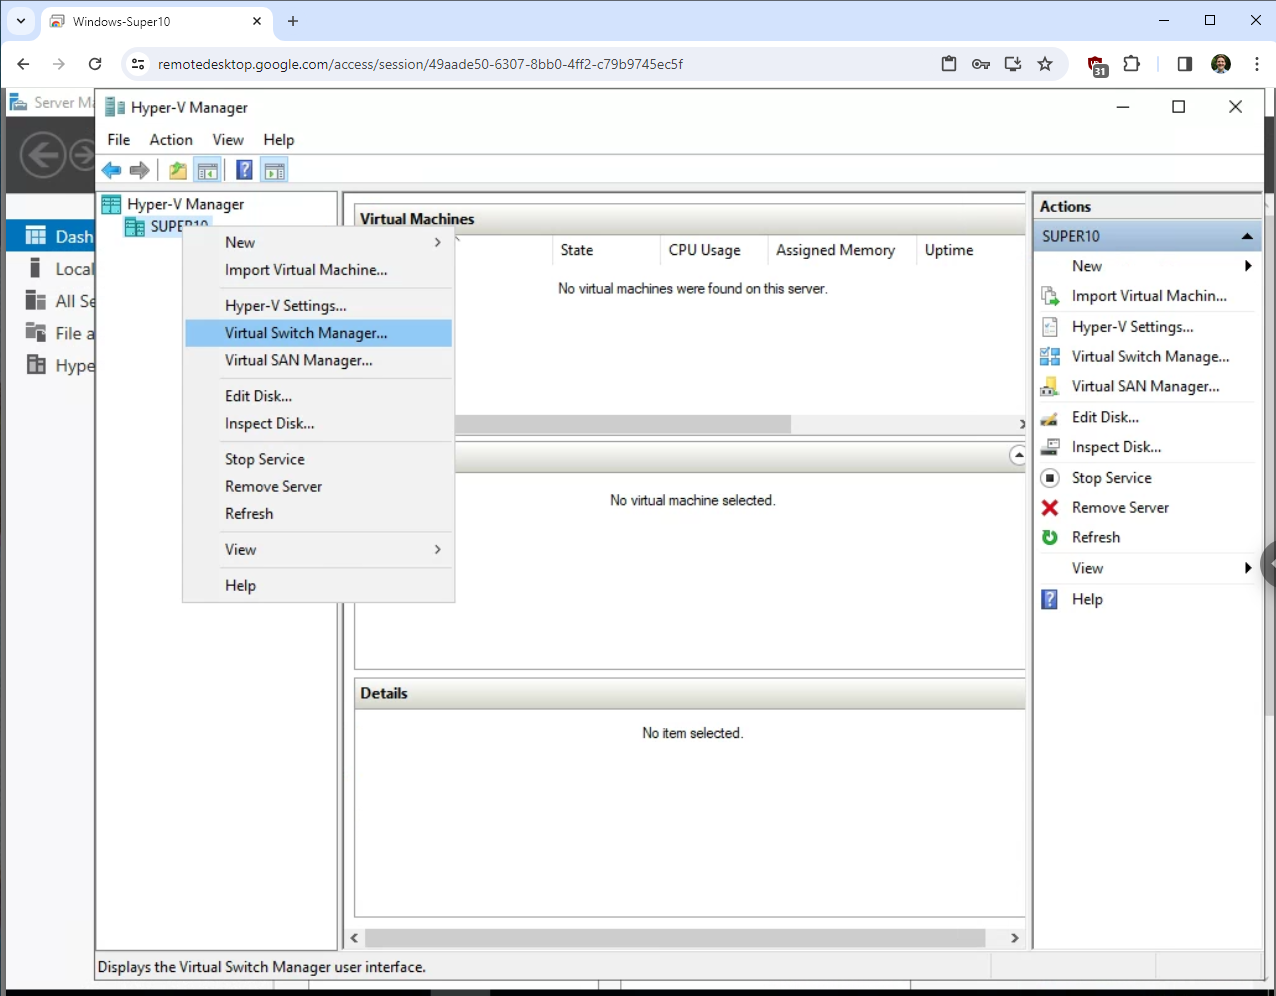 Windows-Super10
remotedesktop.google.com/access/session/49aade50-6307-8bb0-4ff2-c79b9745ec5f
31
Server Ma
Hyper-V Manager
File Action View Help
Dash
Local
All Se
File a
Hype
Hyper-V Manager
SUPER10
New
Import Virtual Machine...
Hyper-V Settings...
Virtual Switch Manager...
Virtual SAN Manager...
Edit Disk...
Inspect Disk...
Stop Service
Remove Server
Refresh
View
Help
Virtual Machines
State CPU Usage Assigned Memory Uptime
No virtual machines were found on this server.
No virtual machine selected.
Details
No item selected.
Actions
SUPER10
New
Import Virtual Machin...
Hyper-V Settings...
Virtual Switch Manage...
Virtual SAN Manager...
Edit Disk...
Inspect Disk...
Stop Service
Remove Server
Refresh
View
Help
Displays the Virtual Switch Manager user interface.